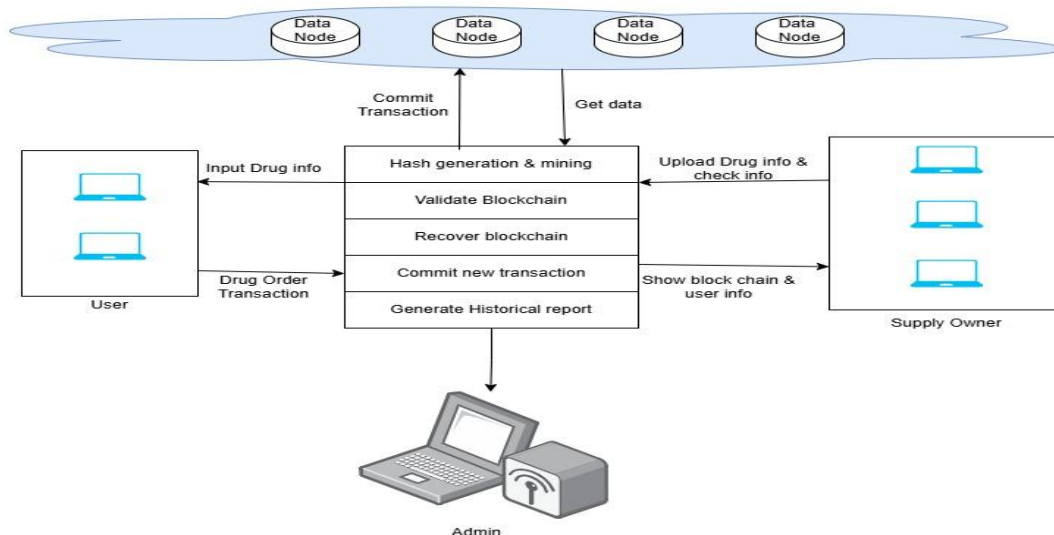 Data
Node
Data
Node
Data
Node
Data
Node
Commit
Transaction
Get data
Input Drug info
Hash generation & mining
Upload Drug info &
check info
Validate Blockchain
Recover blockchain
Drug Order
Transaction
Commit new transaction
Show block chain &
user info
Generate Historical report
User
Supply Owner
Admin